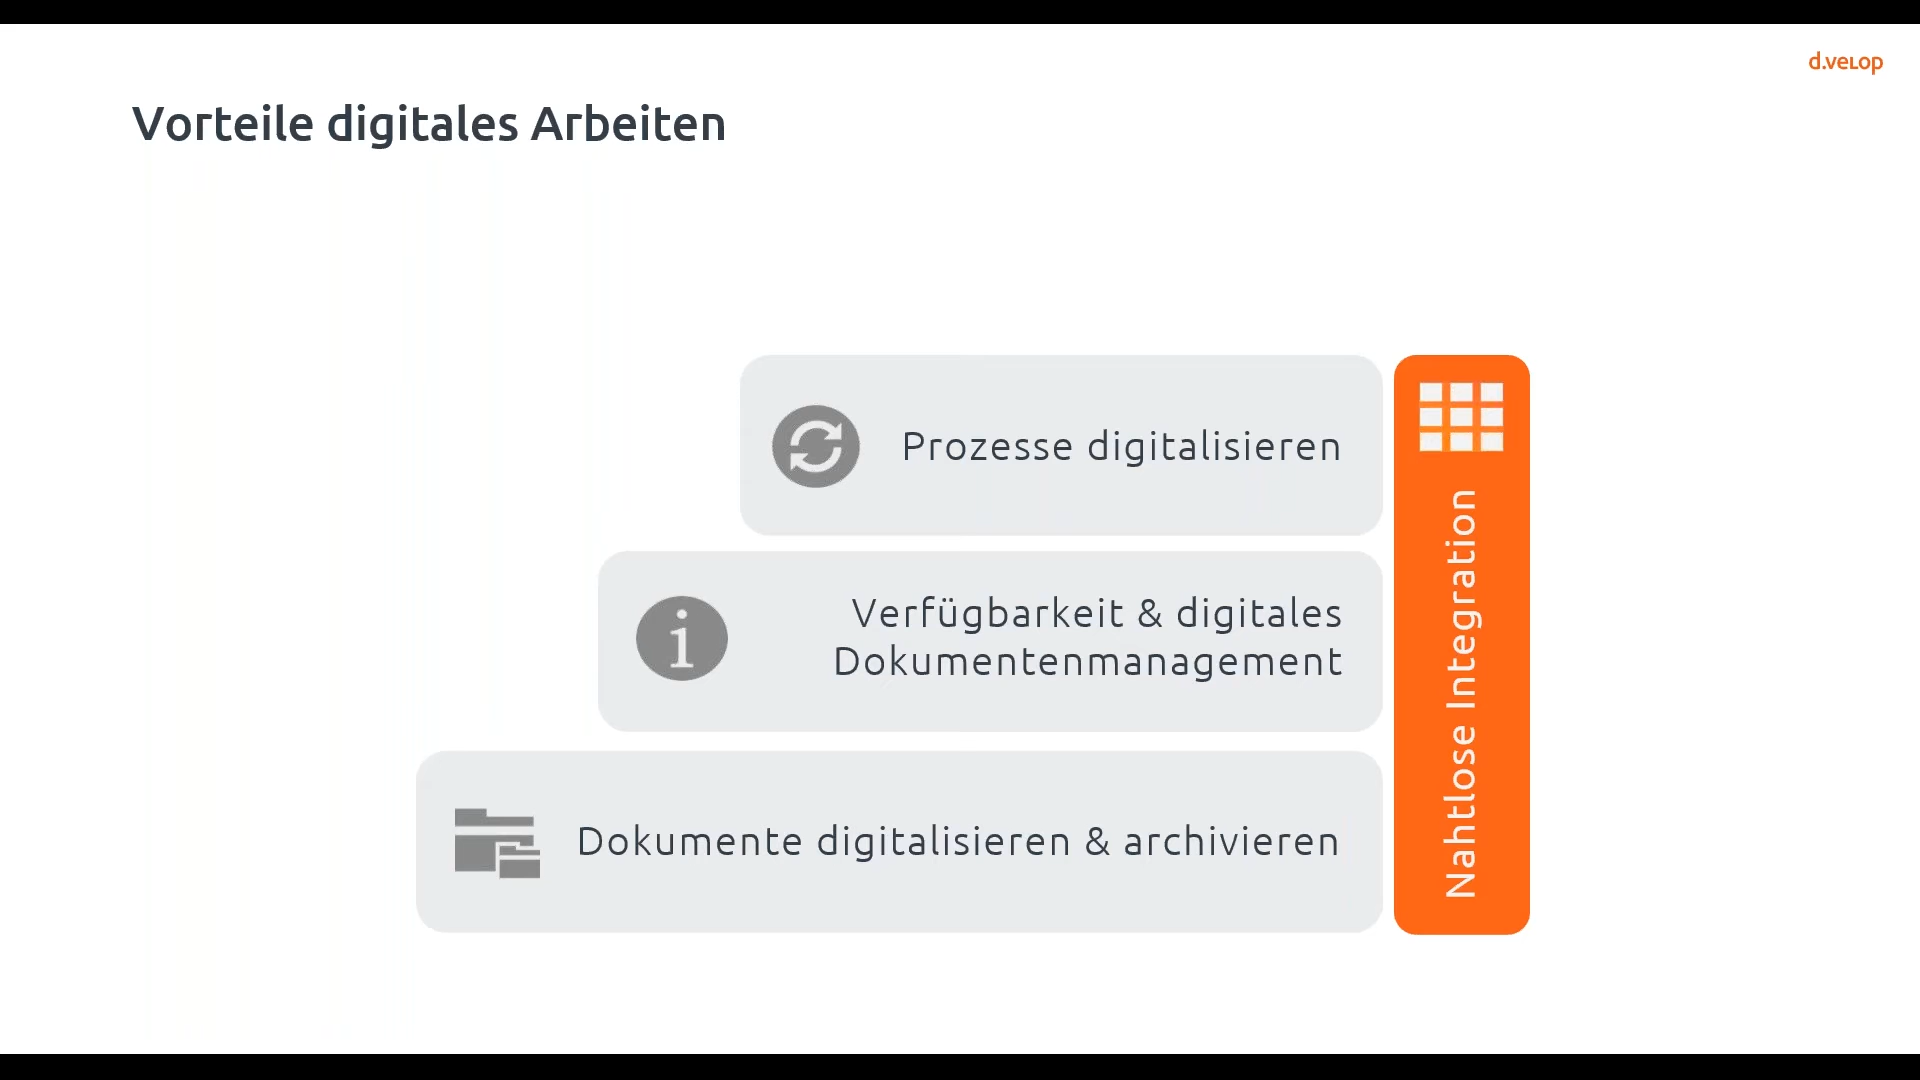 d.velop
Vorteile digitales Arbeiten
Prozesse digitalisieren
Verfügbarkeit & digitales
Dokumentenmanagement
Dokumente digitalisieren & archivieren
Nahtlose Integration